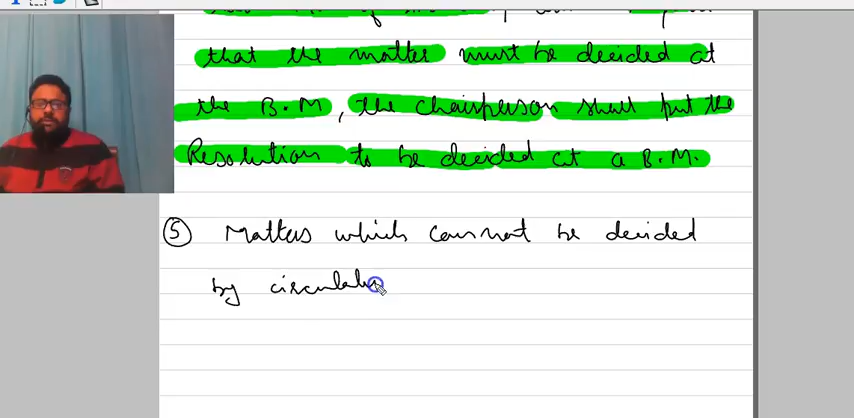 that the matter must be decided at
the B.M, the chairperson shall put the
Resolution to be decided at a B.M.
5 Matters which cannot be decided
by circulatio